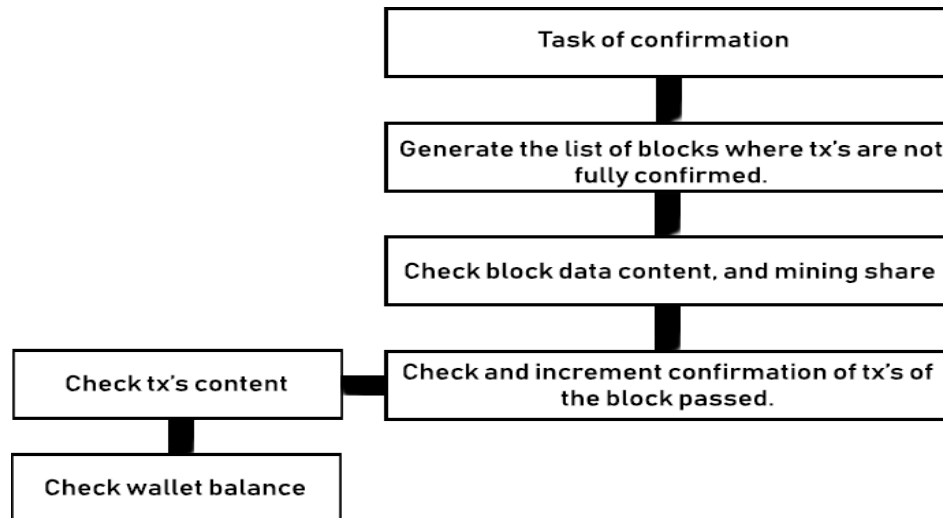 Task of confirmation
Generate the list of blocks where tx's are not
fully confirmed.
Check block data content, and mining share
Check and increment confirmation of tx's of
the block passed.
Check tx's content
Check wallet balance